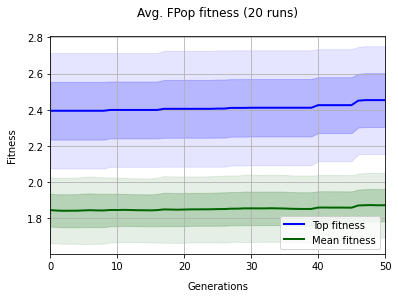 Avg. FPop fitness (20 runs)
2.8
2.6
2.4
2.2
2.0
1.8
Fitness
0 10 20 30 40 50
Generations
Top fitness
Mean fitness